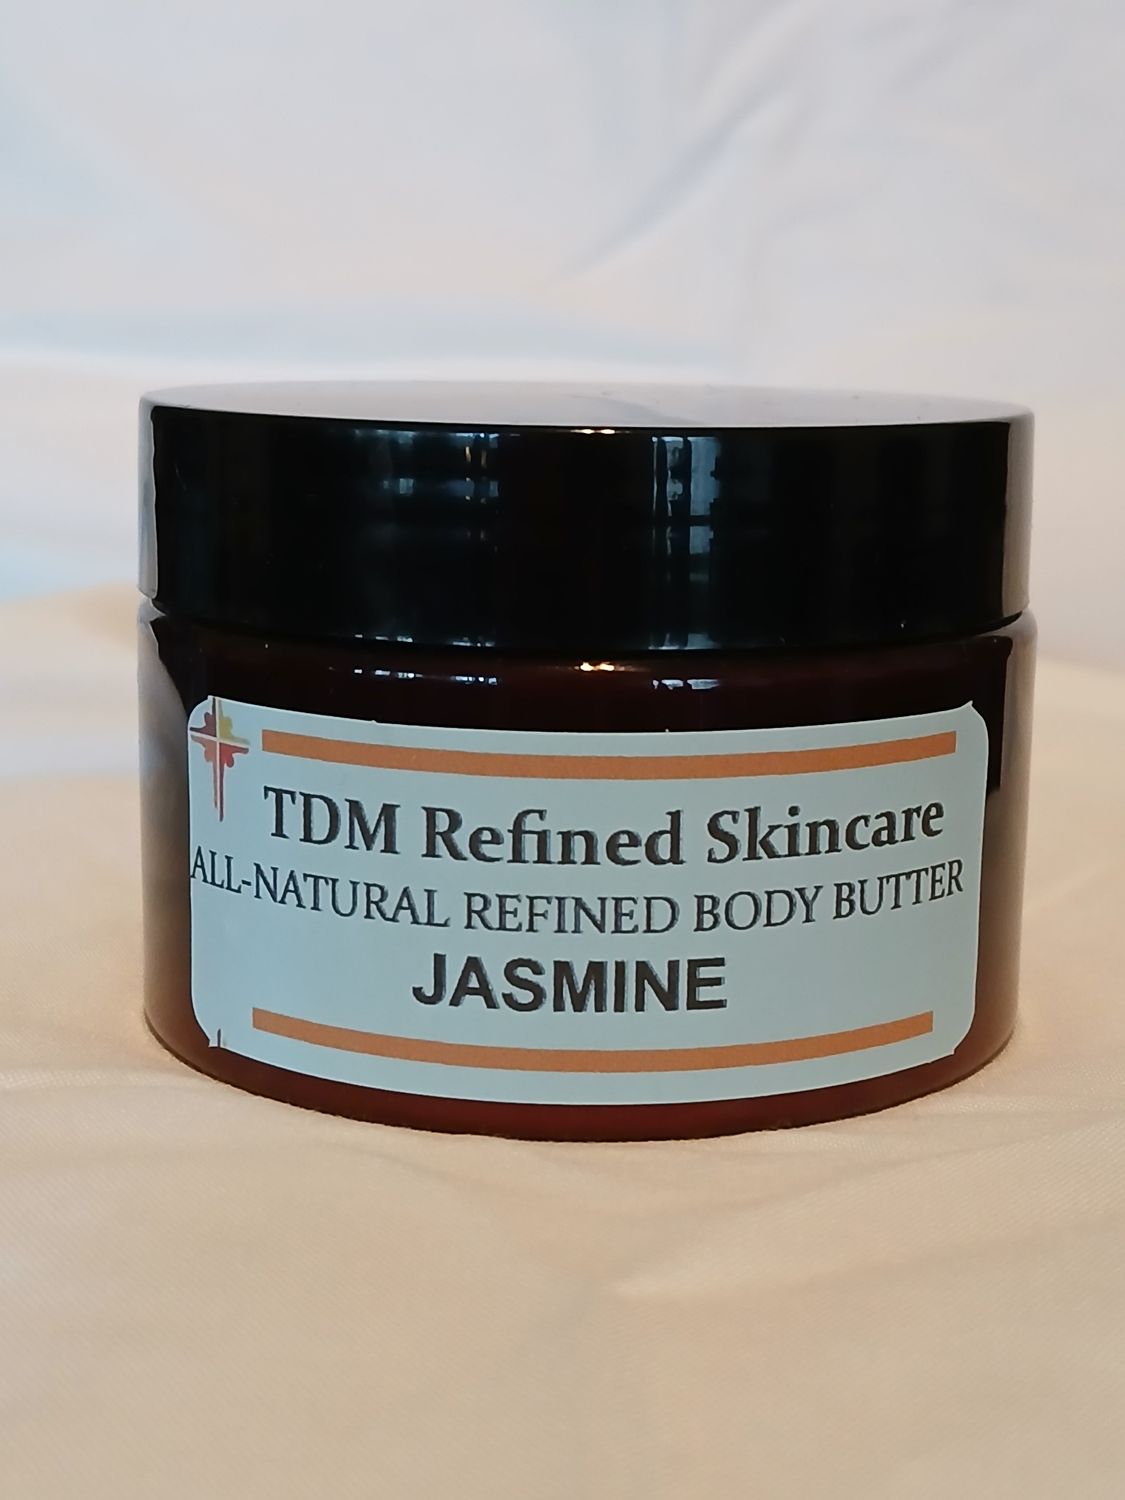 TDM Refined Skincare
ALL-NATURAL REFINED BODY BUTTER
JASMINE